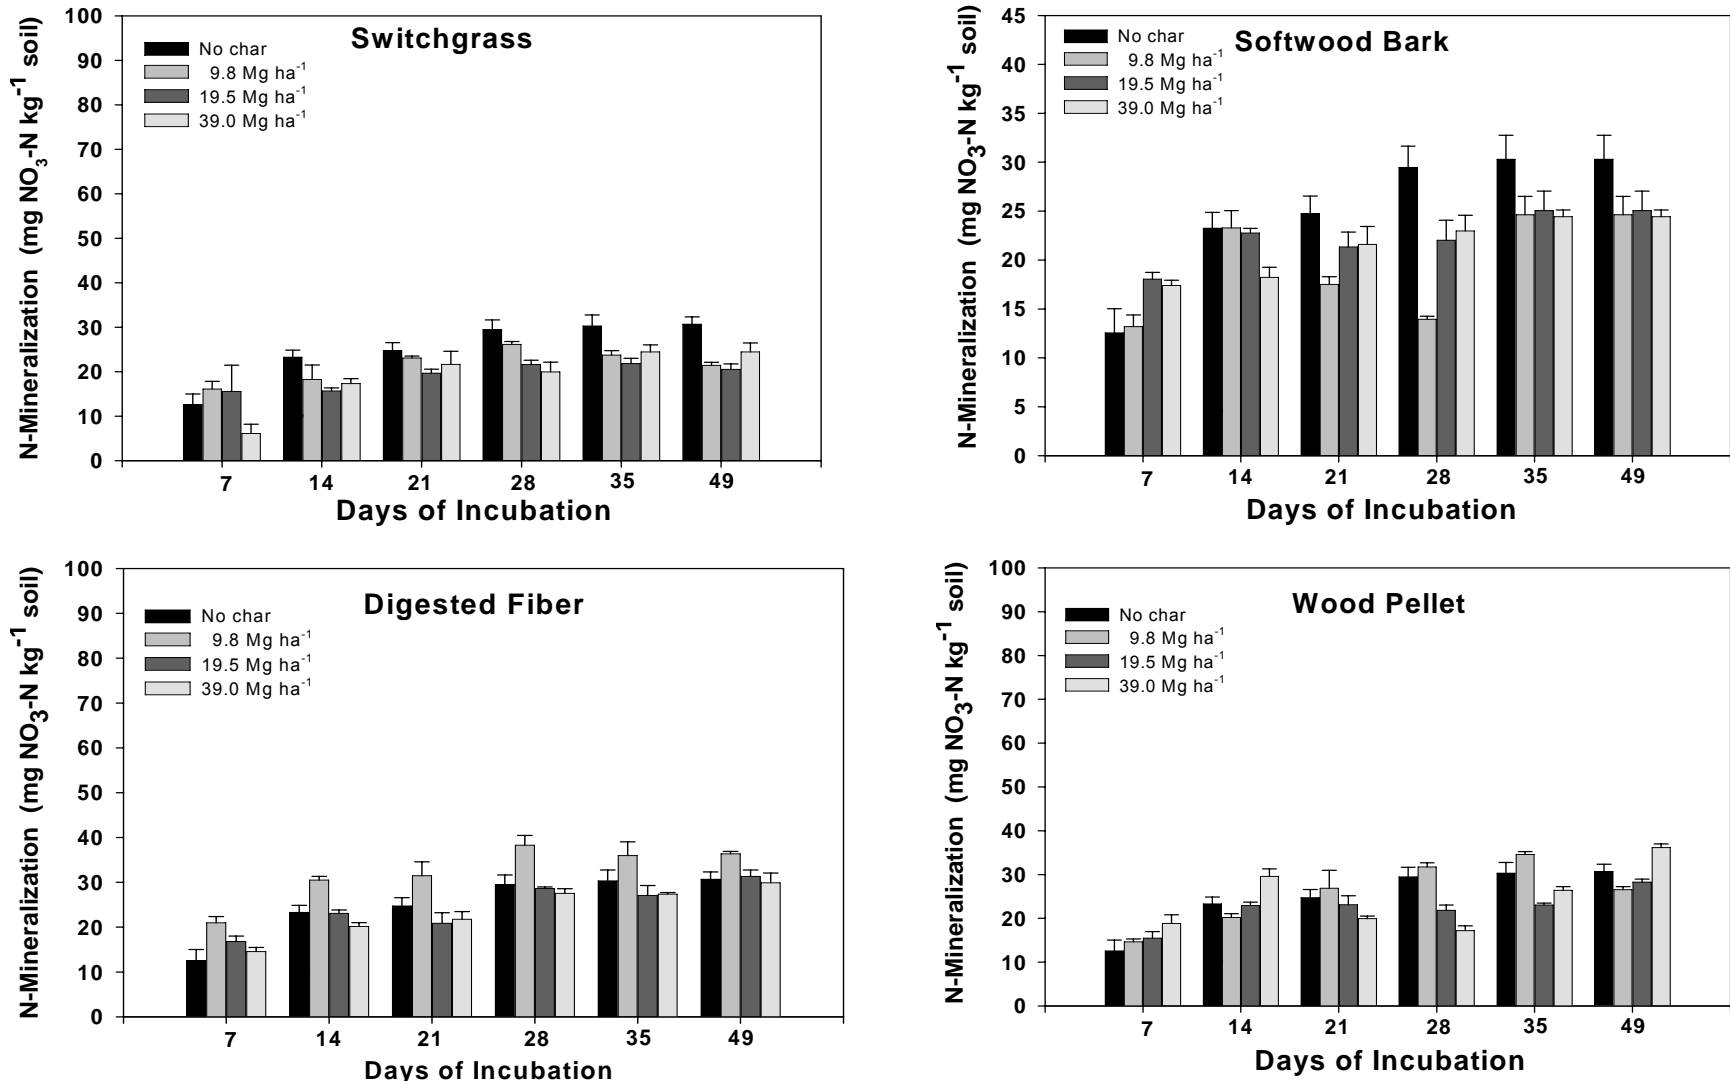 Switchgrass
N-Mineralization (mg NO3-N kg-1 soil)
100
90
80
70
60
50
40
30
20
10
0
No char
9.8 Mg ha-1
19.5 Mg ha-1
39.0 Mg ha-1
7 14 21 28 35 49
Days of Incubation
Softwood Bark
N-Mineralization (mg NO3-N kg-1 soil)
45
40
35
30
25
20
15
10
5
0
No char
9.8 Mg ha-1
19.5 Mg ha-1
39.0 Mg ha-1
7 14 21 28 35 49
Days of Incubation
Digested Fiber
N-Mineralization (mg NO3-N kg-1 soil)
100
90
80
70
60
50
40
30
20
10
0
No char
9.8 Mg ha-1
19.5 Mg ha-1
39.0 Mg ha-1
7 14 21 28 35 49
Days of Incubation
Wood Pellet
N-Mineralization (mg NO3-N kg-1 soil)
100
90
80
70
60
50
40
30
20
10
0
No char
9.8 Mg ha-1
19.5 Mg ha-1
39.0 Mg ha-1
7 14 21 28 35 49
Days of Incubation